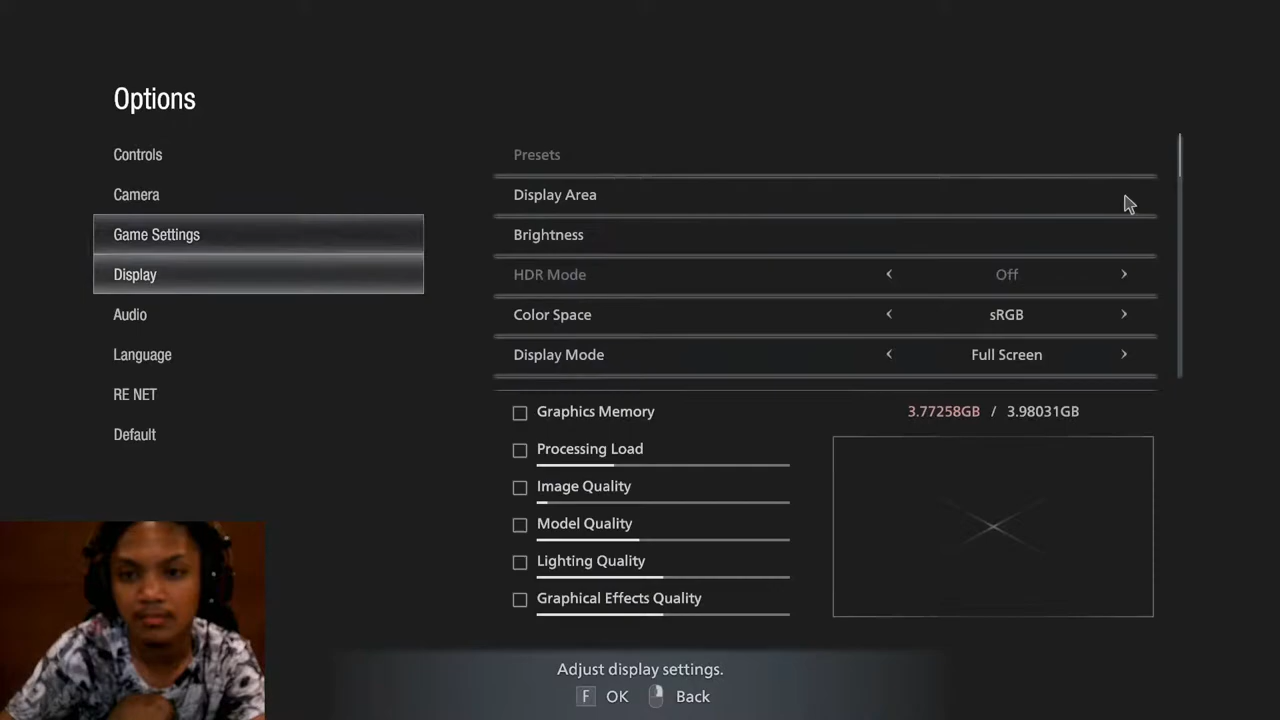 Options
Controls
Camera
Game Settings
Display
Audio
Language
RE NET
Default
Presets
Display Area
Brightness
HDR Mode < Off >
Color Space < sRGB >
Display Mode < Full Screen >
Graphics Memory 3.77258GB / 3.98031GB
Processing Load
Image Quality
Model Quality
Lighting Quality
Graphical Effects Quality
Adjust display settings.
F OK Back